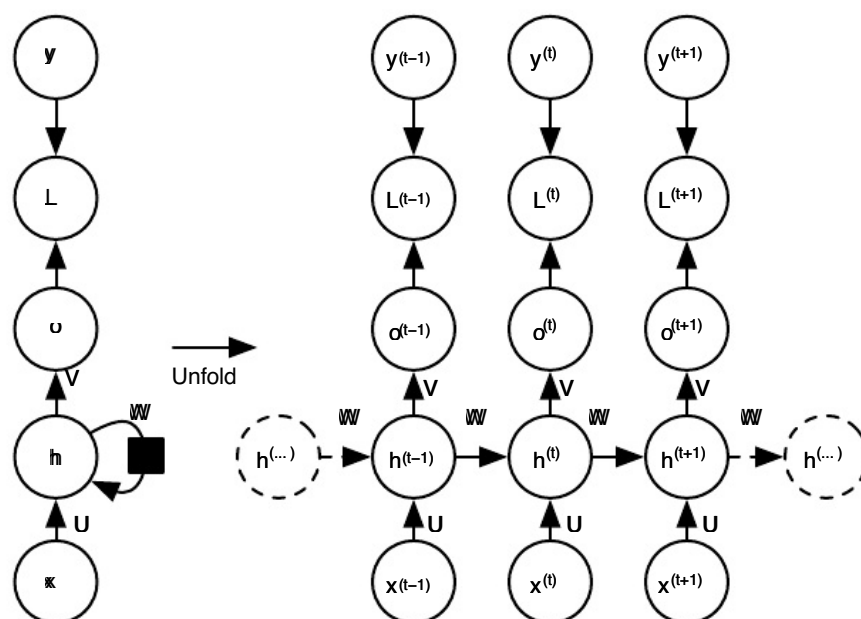 y y(t−1) y(t) y(t+1)
L L(t−1) L(t) L(t+1)
o o(t−1) o(t) o(t+1)
Unfold
V V V V
W W W W W
h h(...) h(t−1) h(t) h(t+1) h(...)
U U U U
x x(t−1) x(t) x(t+1)